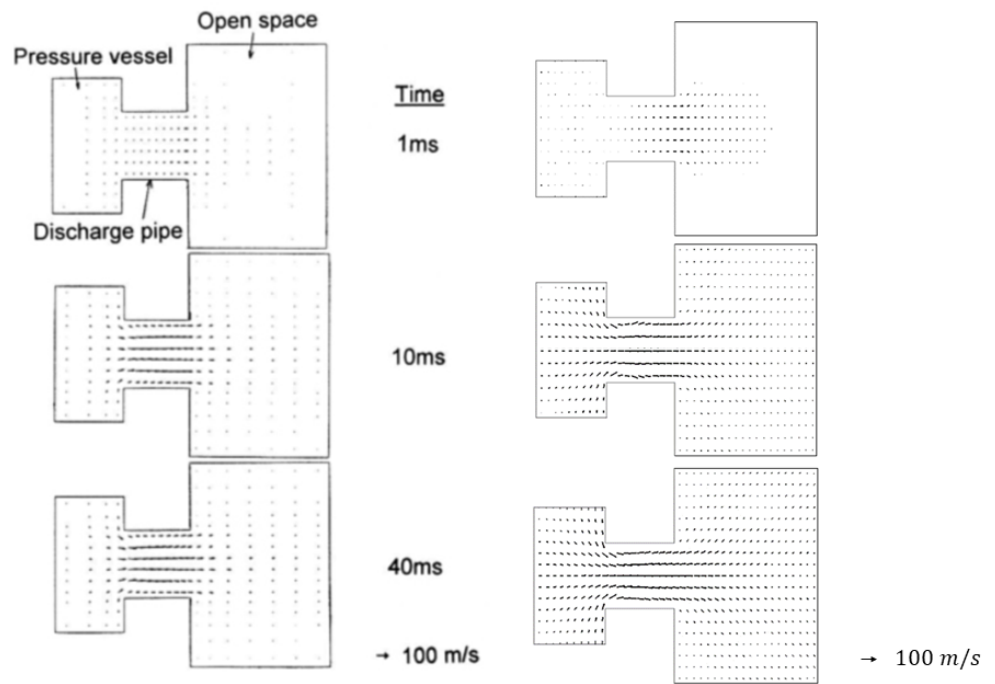 Open space
Pressure vessel
Time
1ms
Discharge pipe
10ms
40ms
→ 100 m/s
→ 100 m/s